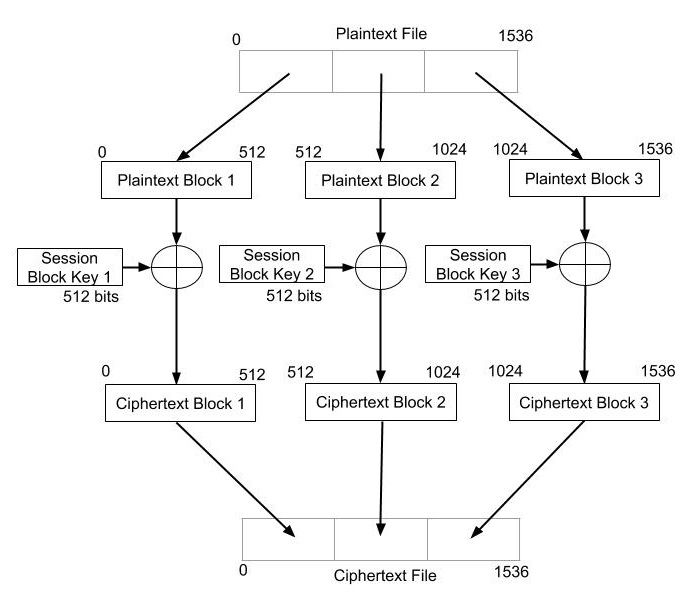 Plaintext File
0 1536
0 512 512 1024 1024 1536
Plaintext Block 1 Plaintext Block 2 Plaintext Block 3
Session Session Session
Block Key 1 Block Key 2 Block Key 3
512 bits 512 bits 512 bits
0 512 512 1024 1024 1536
Ciphertext Block 1 Ciphertext Block 2 Ciphertext Block 3
0 1536
Ciphertext File